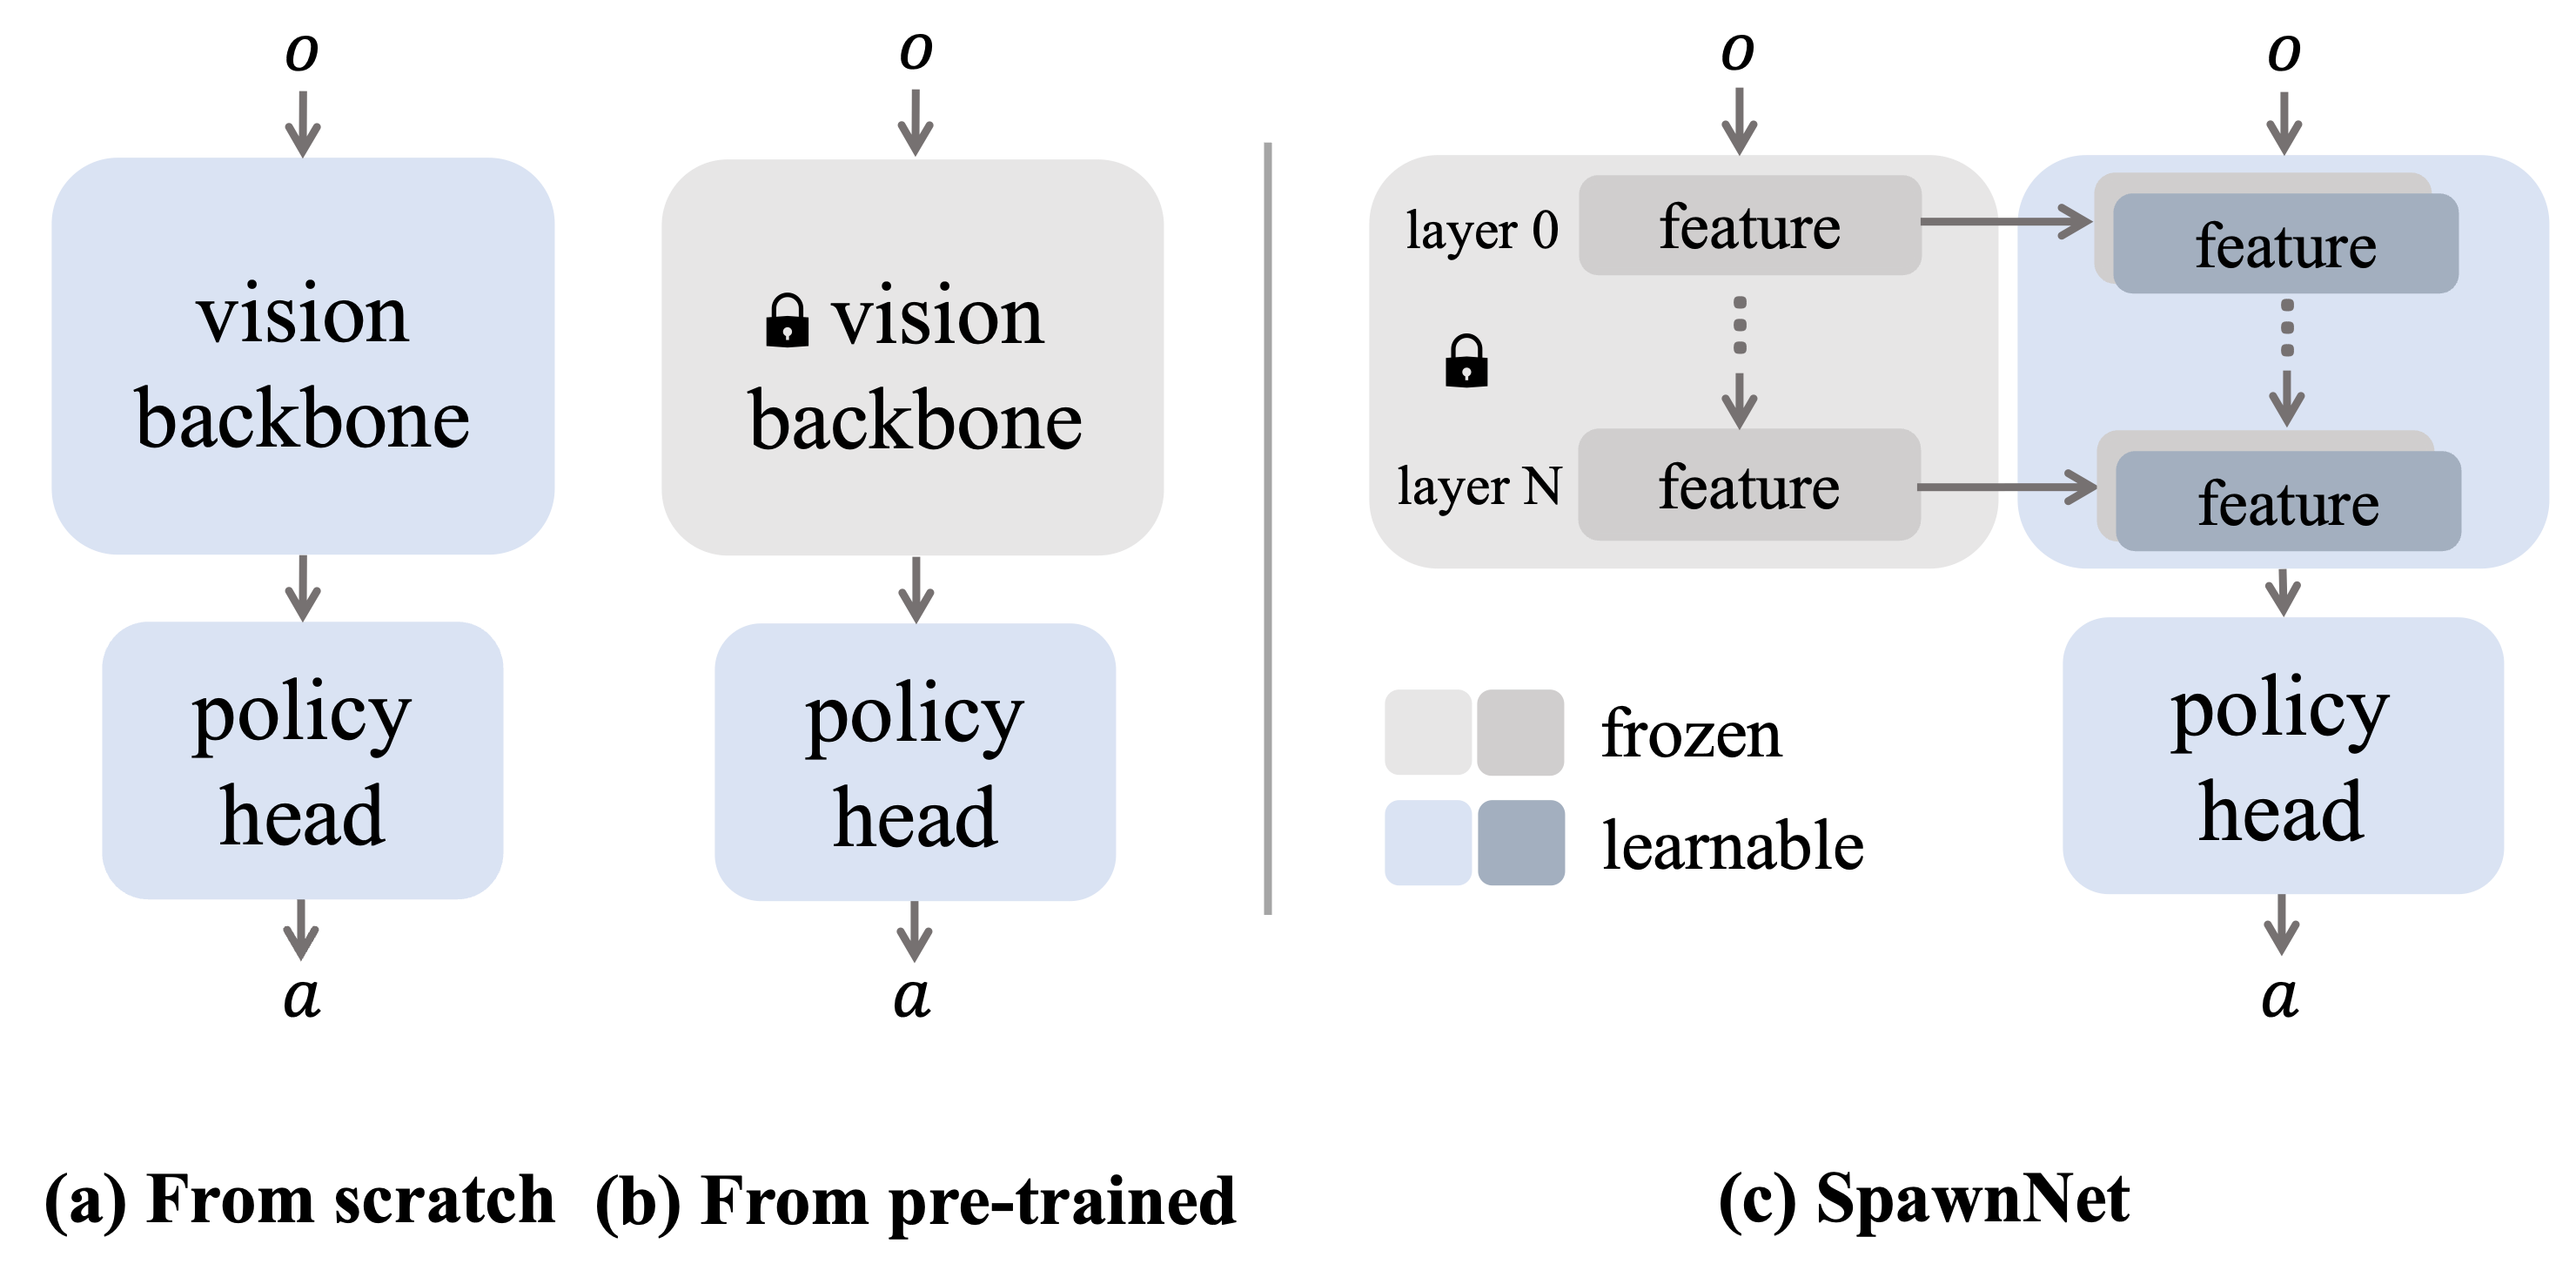 o
vision
backbone
policy
head
a
(a) From scratch
o
vision
backbone
policy
head
a
(b) From pre-trained
o
o
layer 0
feature
feature
layer N
feature
feature
frozen
learnable
policy
head
a
(c) SpawnNet